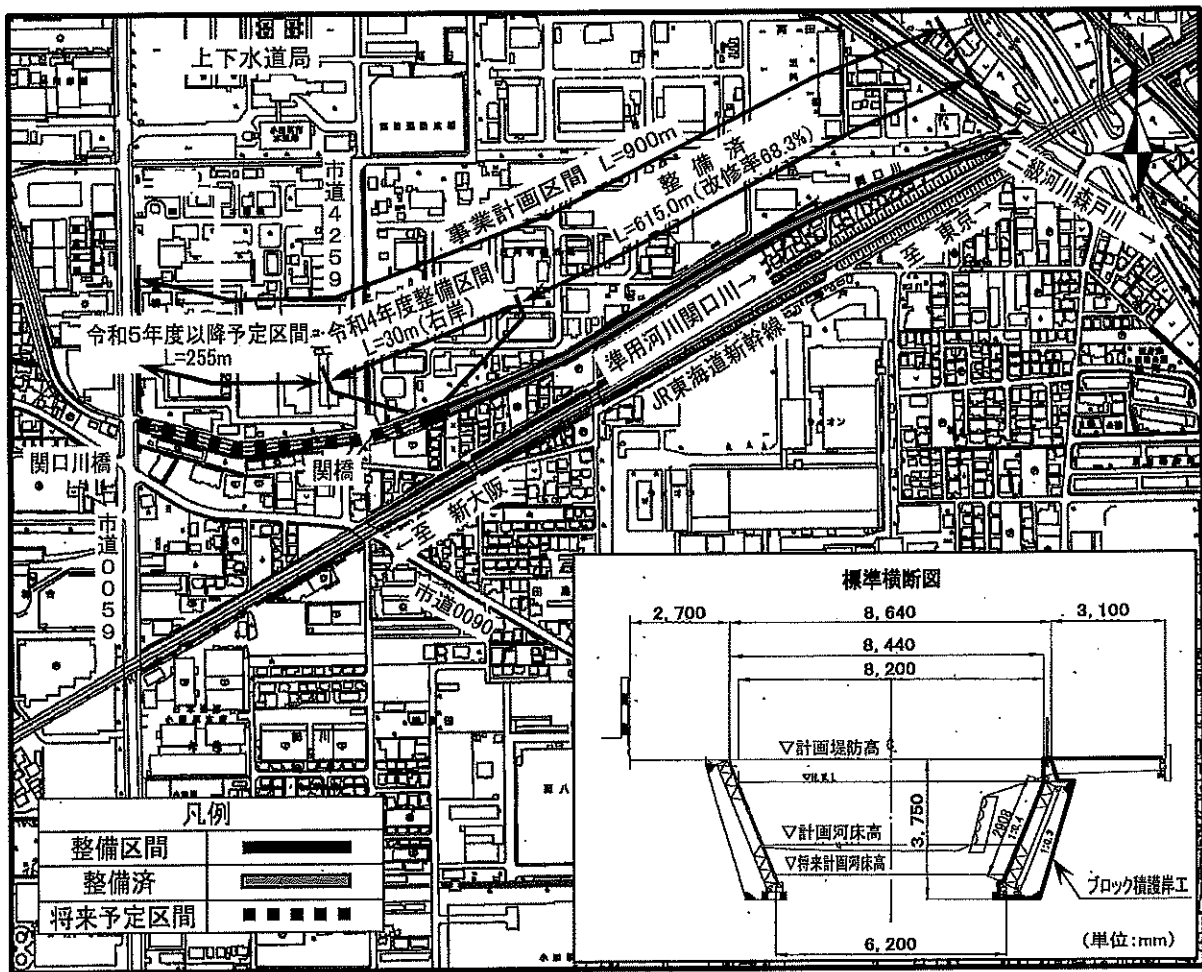 上下水道局
市道4259
事業計画区間 L=900m
整備済
L=615.0m(改修率68.3%)
二級河川森戸川→
至 東京→
準用河川関口川→
JR東海道新幹線
令和5年度以降予定区間
L=255m
令和4年度整備区間
L=30m(右岸)
関口川橋
関橋
←至 新大阪
市道0059
市道0090
標準横断図
2,700
8,640
3,100
8,440
8,200
▽計画堤防高
▽H.W.L
3,750
2908
1:0.4
1:0.3
▽計画河床高
▽将来計画河床高
ブロック積護岸工
6,200
(単位:mm)
凡例
整備区間
整備済
将来予定区間